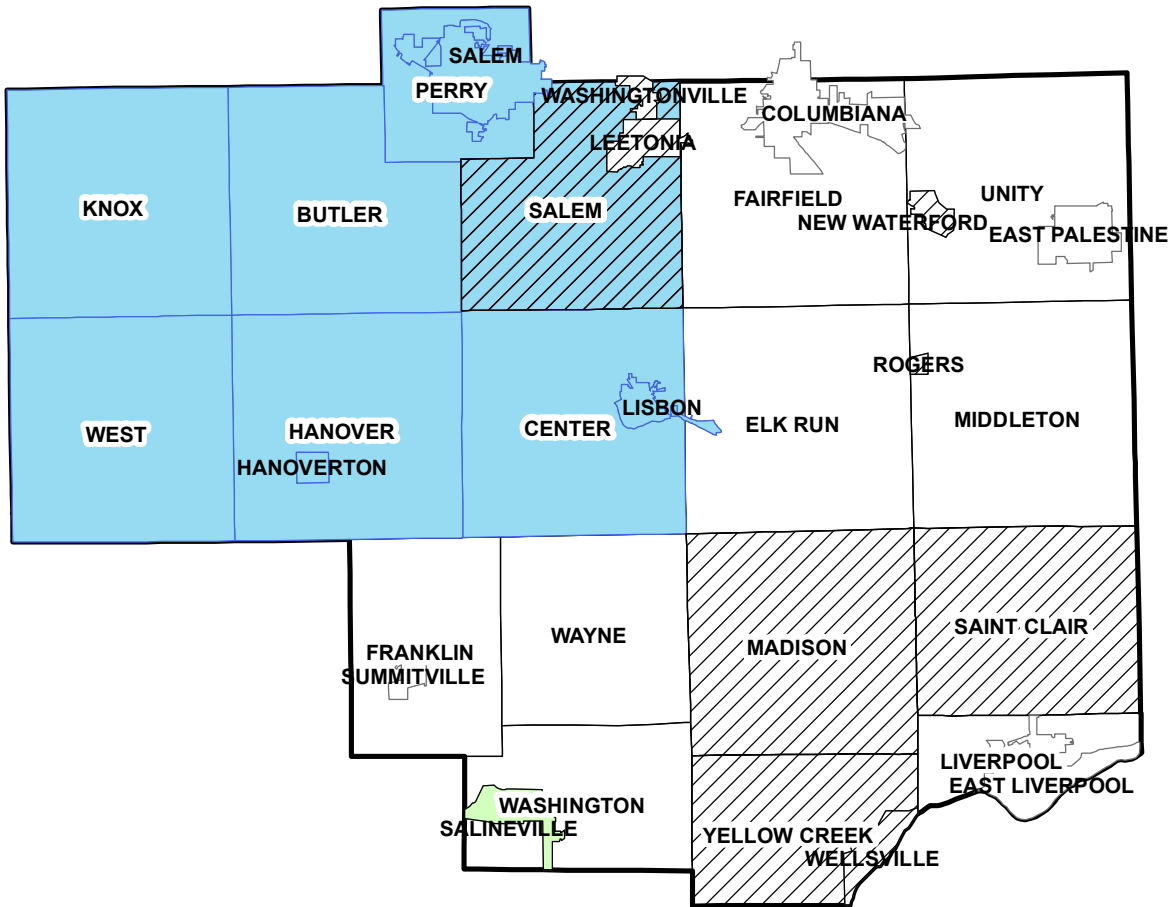 SALEM
PERRY
WASHINGTONVILLE
COLUMBIANA
LEETONIA
KNOX
BUTLER
SALEM
FAIRFIELD
UNITY
NEW WATERFORD
EAST PALESTINE
ROGERS
LISBON
WEST
HANOVER
CENTER
ELK RUN
MIDDLETON
HANOVERTON
WAYNE
SAINT CLAIR
FRANKLIN
MADISON
SUMMITVILLE
LIVERPOOL
EAST LIVERPOOL
WASHINGTON
SALINEVILLE
YELLOW CREEK
WELLSVILLE